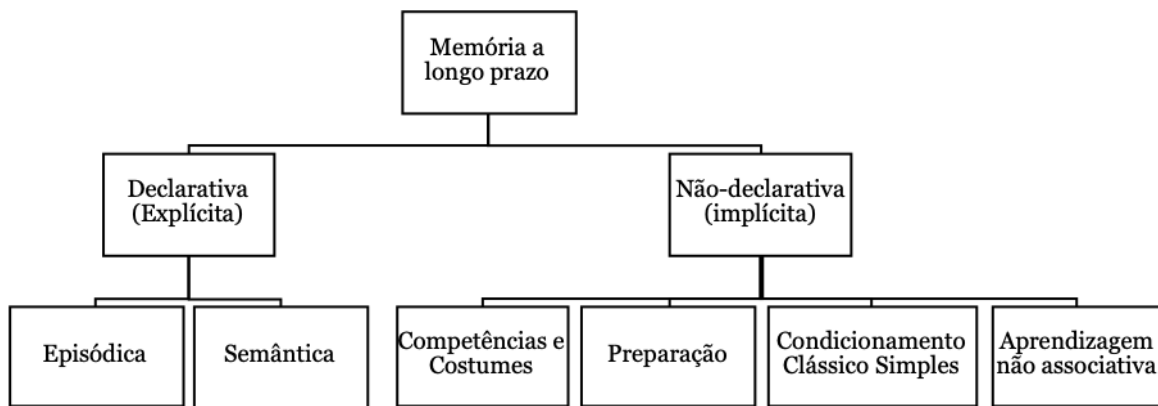 Memória a
longo prazo
Declarativa
(Explícita)
Não-declarativa
(implícita)
Episódica
Semântica
Competências e
Costumes
Preparação
Condicionamento
Clássico Simples
Aprendizagem
não associativa